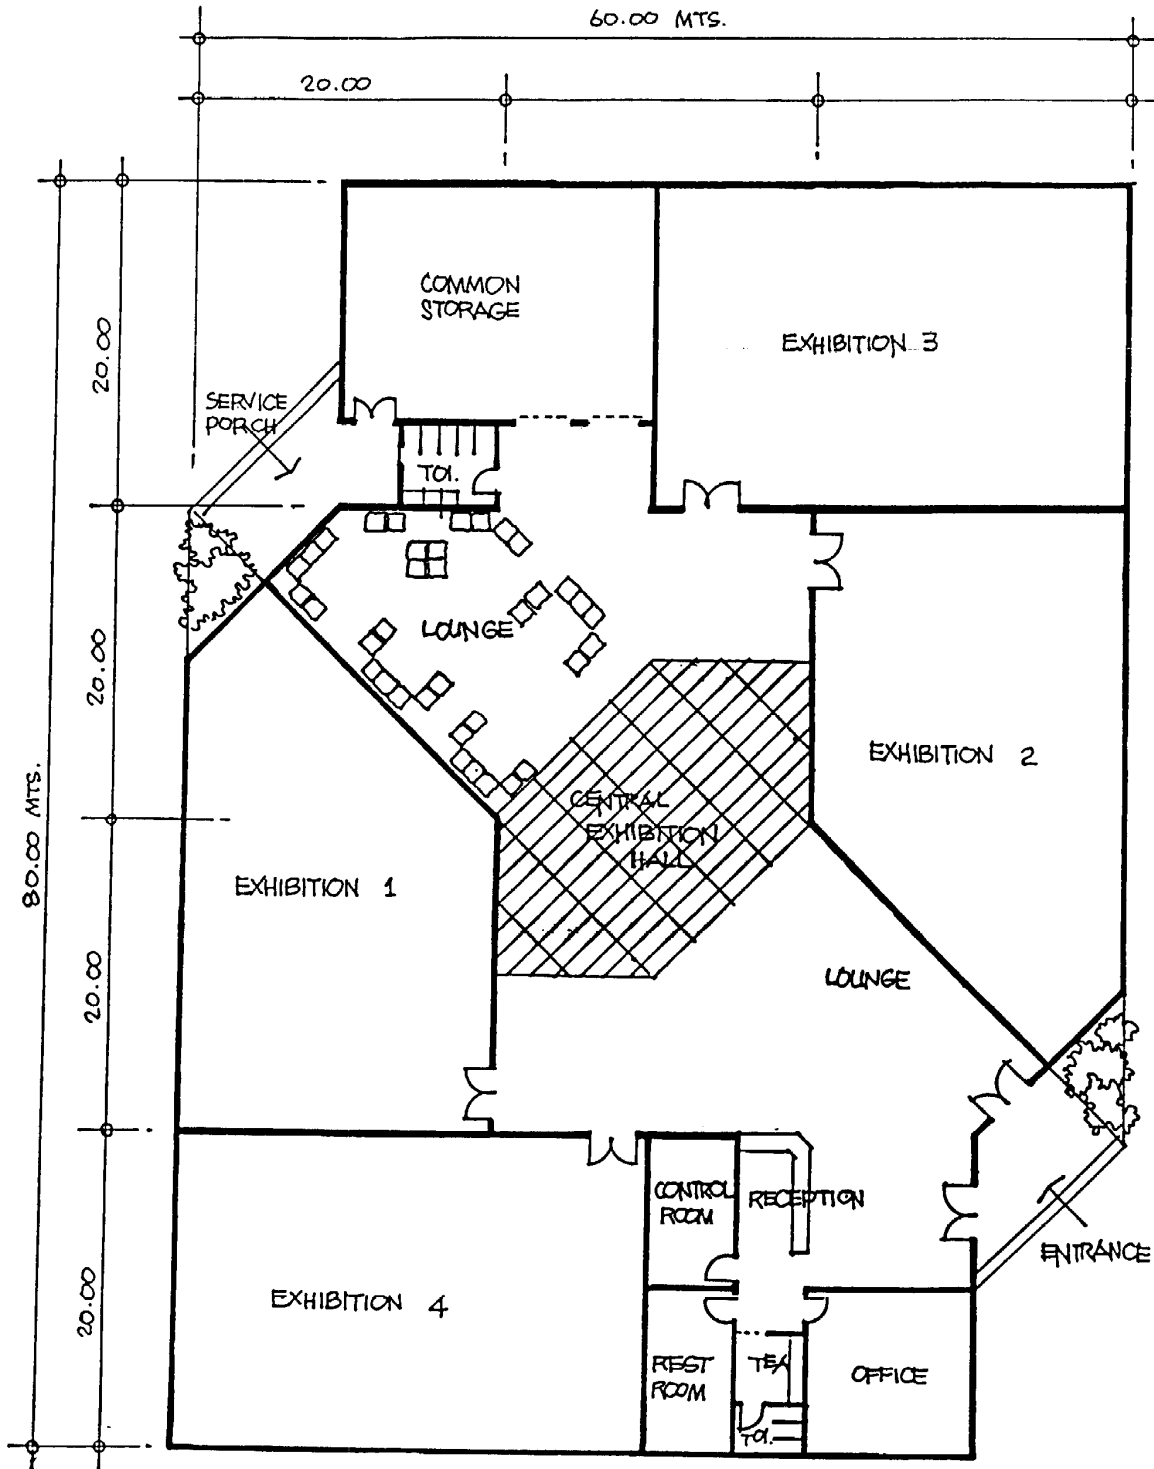 60.00 MTS.
20.00
COMMON
STORAGE
EXHIBITION 3
20.00
SERVICE
PORCH
TOI.
LOUNGE
20.00
EXHIBITION 2
80.00 MTS.
CENTRAL
EXHIBITION
HALL
EXHIBITION 1
LOUNGE
20.00
CONTROL
ROOM
RECEPTION
ENTRANCE
20.00
EXHIBITION 4
REST
ROOM
TEA
OFFICE
TOI.